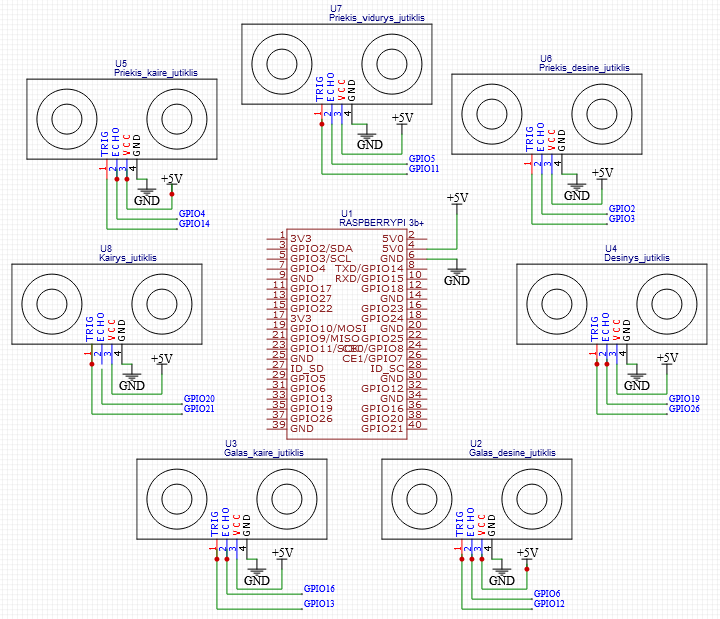 U7
Priekis_vidurys_jutiklis
TRIG
ECHO
VCC
GND
1
2
3
4
+5V
GND
GPIO5
GPIO11
U5
Priekis_kaire_jutiklis
TRIG
ECHO
VCC
GND
1
2
3
4
+5V
GND
GPIO4
GPIO14
U6
Priekis_desine_jutiklis
TRIG
ECHO
VCC
GND
1
2
3
4
+5V
GND
GPIO2
GPIO3
U1
RASPBERRYPI 3b+
+5V
GND
1 3V3 5V0 2
3 GPIO2/SDA 5V0 4
5 GPIO3/SCL GND 6
7 GPIO4 TXD/GPIO14 8
9 GND RXD/GPIO15 10
11 GPIO17 GPIO18 12
13 GPIO27 GND 14
15 GPIO22 GPIO23 16
17 3V3 GPIO24 18
19 GPIO10/MOSI GND 20
21 GPIO9/MISO GPIO25 22
23 GPIO11/SCLK CE0/GPIO8 24
25 GND CE1/GPIO7 26
27 ID_SD ID_SC 28
29 GPIO5 GND 30
31 GPIO6 GPIO12 32
33 GPIO13 GND 34
35 GPIO19 GPIO16 36
37 GPIO26 GPIO20 38
39 GND GPIO21 40
U8
Kairys_jutiklis
TRIG
ECHO
VCC
GND
1
2
3
4
+5V
GND
GPIO20
GPIO21
U4
Desinys_jutiklis
TRIG
ECHO
VCC
GND
1
2
3
4
+5V
GND
GPIO19
GPIO26
U3
Galas_kaire_jutiklis
TRIG
ECHO
VCC
GND
1
2
3
4
+5V
GND
GPIO16
GPIO13
U2
Galas_desine_jutiklis
TRIG
ECHO
VCC
GND
1
2
3
4
+5V
GND
GPIO6
GPIO12